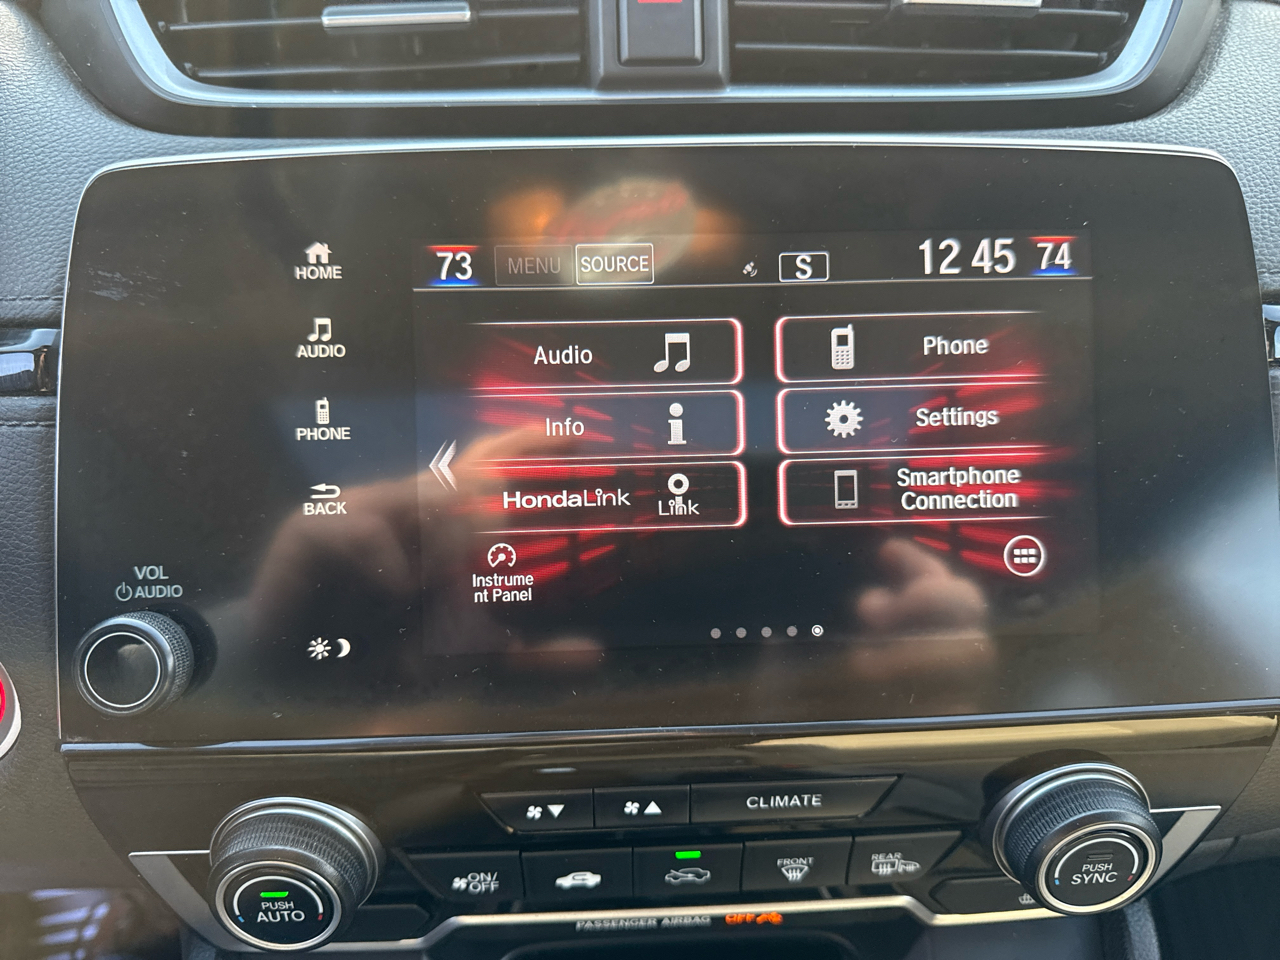 HOME
AUDIO
PHONE
BACK
VOL
AUDIO
73
MENU
SOURCE
S
12 45
74
Audio
Phone
Info
Settings
HondaLink
Link
Smartphone
Connection
Instrume
nt Panel
CLIMATE
ON/
OFF
FRONT
REAR
PUSH
AUTO
PUSH
SYNC
PASSENGER AIRBAG OFF